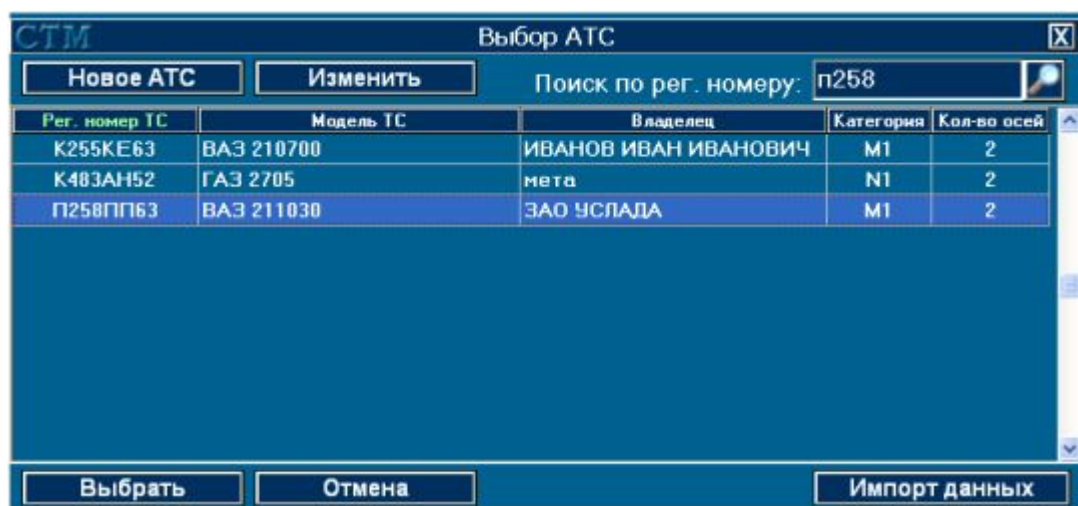 СТМ Выбор АТС X
Новое АТС Изменить Поиск по рег. номеру: п258
Рег. номер ТС Модель ТС Владелец Категория Кол-во осей
К255КЕ63 ВАЗ 210700 ИВАНОВ ИВАН ИВАНОВИЧ М1 2
К483АН52 ГАЗ 2705 мета N1 2
П258ПП63 ВАЗ 211030 ЗАО УСЛАДА М1 2
Выбрать Отмена Импорт данных